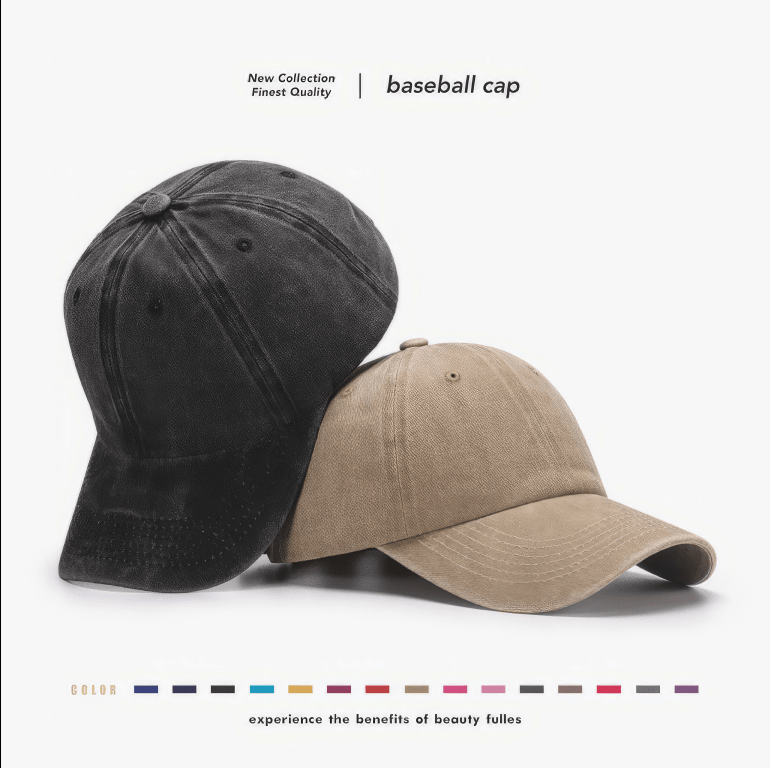 New Collection
Finest Quality
baseball cap
COLOR
experience the benefits of beauty fulles